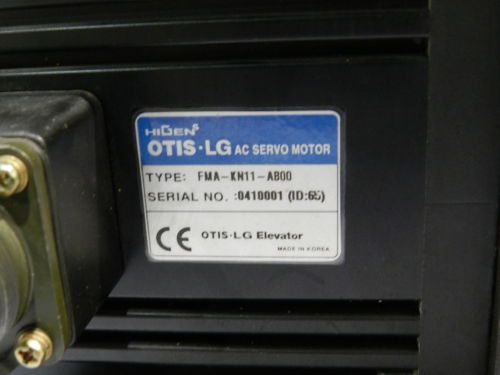 HIGEN
OTIS·LG AC SERVO MOTOR
TYPE: FMA-KN11-AB00
SERIAL NO. :0410001 (ID:65)
CE OTIS·LG Elevator
MADE IN KOREA